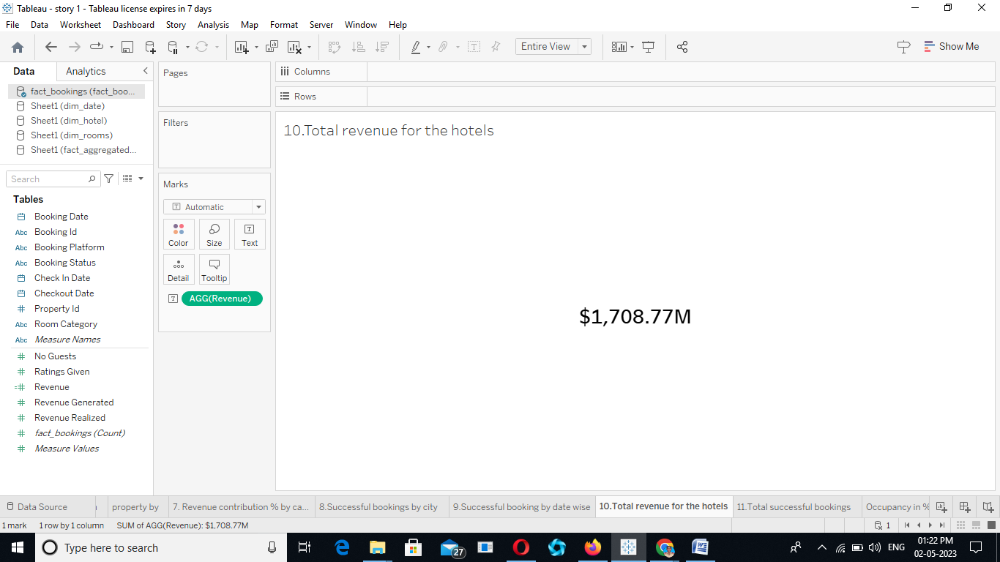 Tableau - story 1 - Tableau license expires in 7 days
File Data Worksheet Dashboard Story Analysis Map Format Server Window Help
Entire View
Show Me
Data Analytics
fact_bookings (fact_boo...
Sheet1 (dim_date)
Sheet1 (dim_hotel)
Sheet1 (dim_rooms)
Sheet1 (fact_aggregated...
Search
Tables
Booking Date
Abc Booking Id
Abc Booking Platform
Abc Booking Status
Check In Date
Checkout Date
# Property Id
Abc Room Category
Abc Measure Names
# No Guests
# Ratings Given
=# Revenue
# Revenue Generated
# Revenue Realized
# fact_bookings (Count)
# Measure Values
Pages
Filters
Marks
T Automatic
Color Size Text
Detail Tooltip
T AGG(Revenue)
Columns
Rows
10.Total revenue for the hotels
$1,708.77M
Data Source property by 7. Revenue contribution % by ca... 8.Successful bookings by city 9.Successful booking by date wise 10.Total revenue for the hotels 11.Total successful bookings Occupancy in %
1 mark 1 row by 1 column SUM of AGG(Revenue): $1,708.77M 1
Type here to search
27
ENG
01:22 PM
02-05-2023